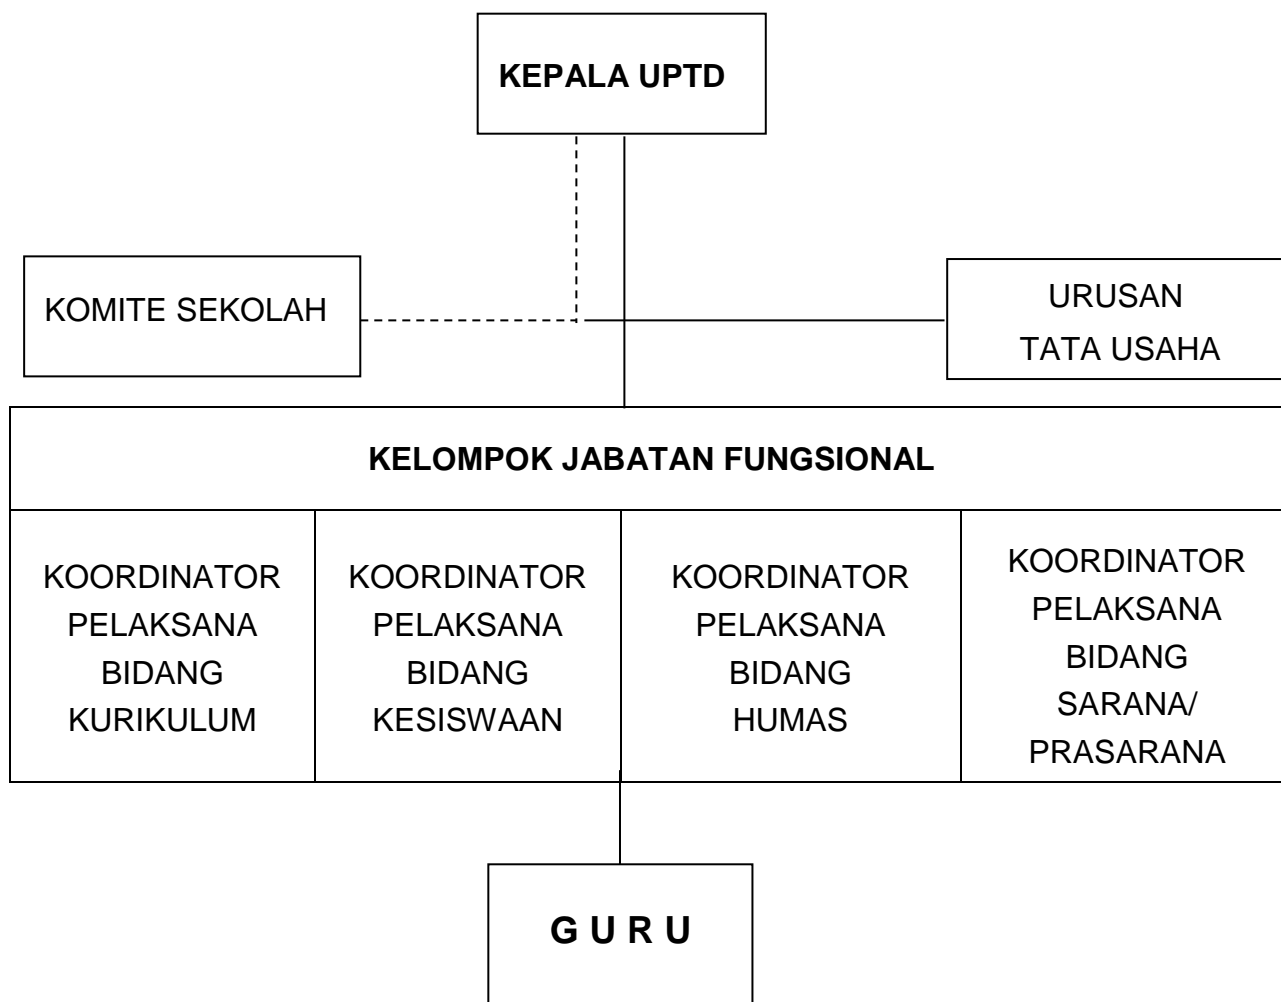 KEPALA UPTD
KOMITE SEKOLAH
URUSAN
TATA USAHA
KELOMPOK JABATAN FUNGSIONAL
KOORDINATOR
PELAKSANA
BIDANG
KURIKULUM
KOORDINATOR
PELAKSANA
BIDANG
KESISWAAN
KOORDINATOR
PELAKSANA
BIDANG
HUMAS
KOORDINATOR
PELAKSANA
BIDANG
SARANA/
PRASARANA
G U R U